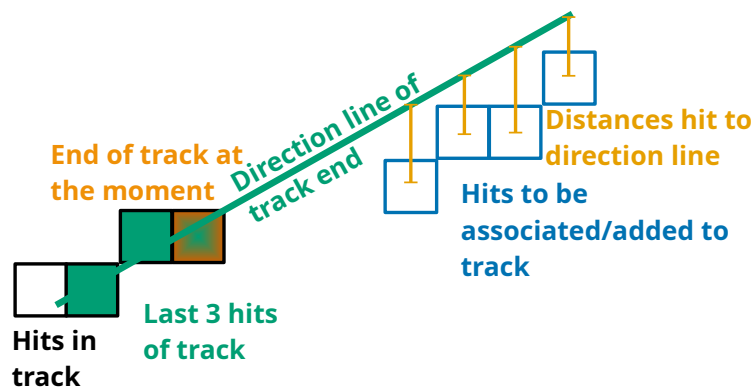 Direction line of
track end
End of track at
the moment
Distances hit to
direction line
Hits to be
associated/added to
track
Last 3 hits
of track
Hits in
track